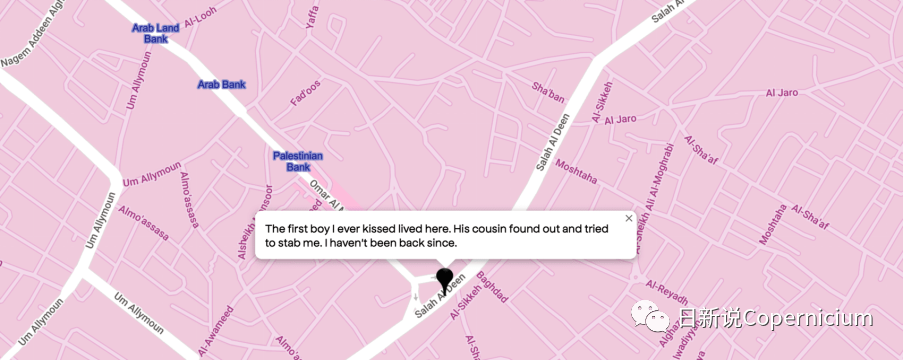 Nagem Addeen Algh
Al-Looh
Yaffa
Salah Al
Arab Land
Bank
Um Allymoun
Arab Bank
Fad'oos
Sha'ban
Al-Sikkeh
Al Jaro
Al Jaro
Salah Al Deen
Palestinian
Bank
Moshtaha
Al-Sha'af
Al-Sheikh Ali Al-Moghrabi
Um Allymoun
Almo'assasa
Omar Al M
Um Allymoun
Almo'assasa
Alsheikh
Moshtaha
Al-Sha'af
The first boy I ever kissed lived here. His cousin found out and tried
to stab me. I haven't been back since.
×
Salah Al Deen
Baghdad
Al-Sikkeh
Al-Reyadh
Um Allymoun
Um Allymoun
Al-Awameed
日新说Copernicium